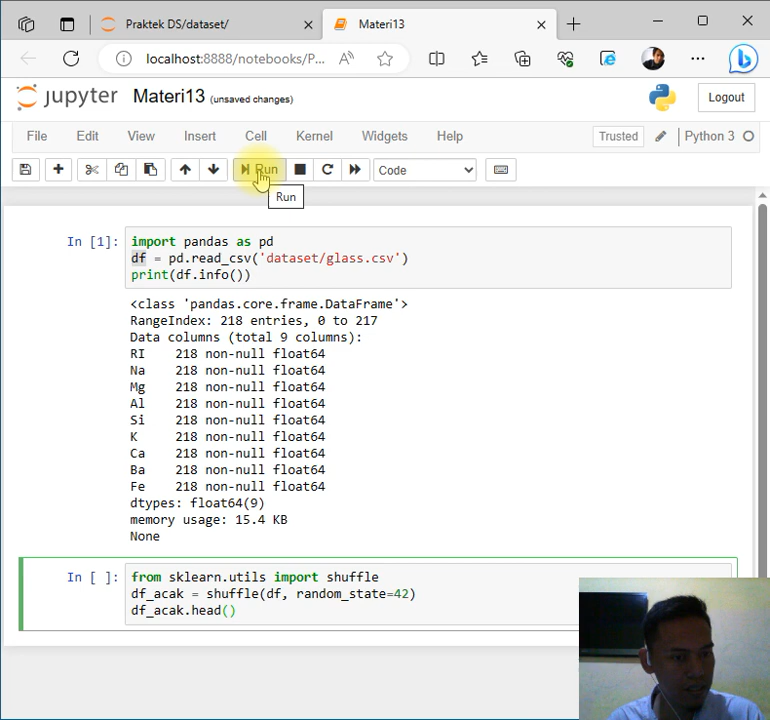 Praktek DS/dataset/
Materi13
localhost:8888/notebooks/P...
jupyter Materi13 (unsaved changes)
Logout
File Edit View Insert Cell Kernel Widgets Help
Trusted
Python 3
Run
Code
Run
In [1]: import pandas as pd
df = pd.read_csv('dataset/glass.csv')
print(df.info())
<class 'pandas.core.frame.DataFrame'>
RangeIndex: 218 entries, 0 to 217
Data columns (total 9 columns):
RI 218 non-null float64
Na 218 non-null float64
Mg 218 non-null float64
Al 218 non-null float64
Si 218 non-null float64
K 218 non-null float64
Ca 218 non-null float64
Ba 218 non-null float64
Fe 218 non-null float64
dtypes: float64(9)
memory usage: 15.4 KB
None
In [ ]: from sklearn.utils import shuffle
df_acak = shuffle(df, random_state=42)
df_acak.head()